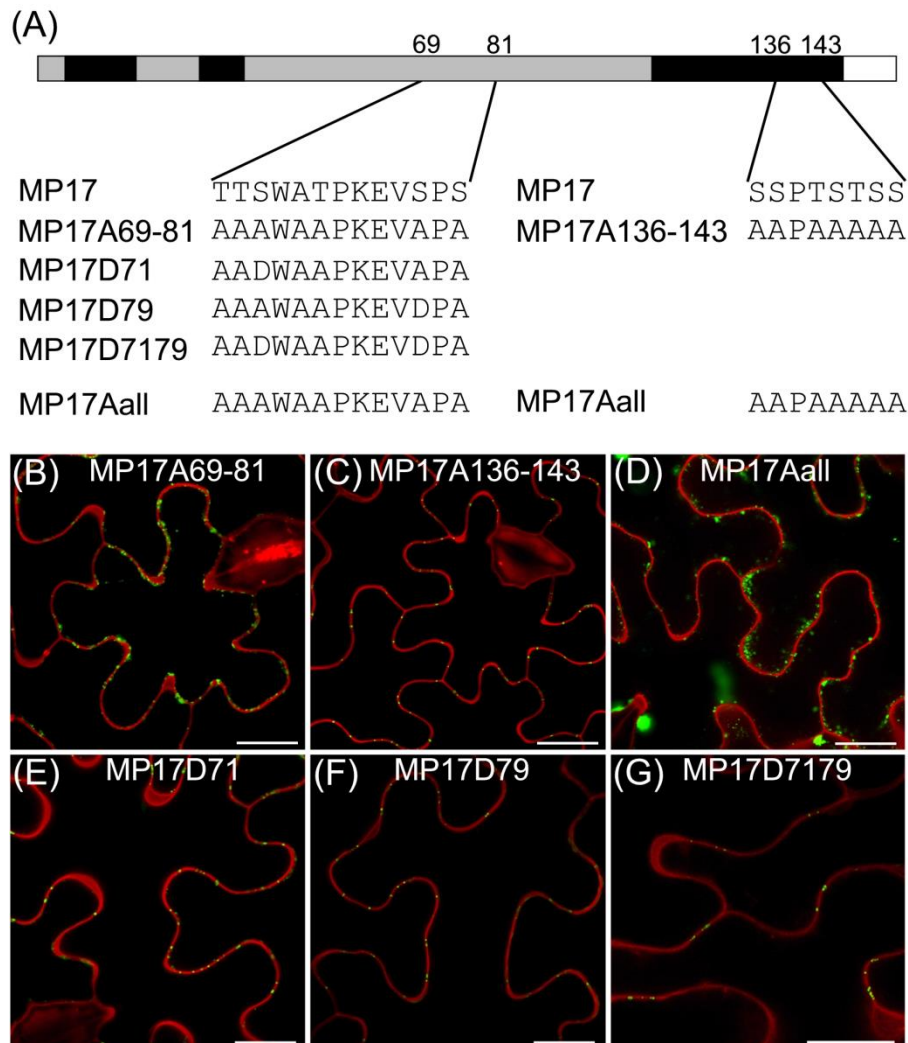 (A)
69 81 136 143
MP17 TTSWATPKEVSPS MP17 SSPTSTSS
MP17A69-81 AAAWAAPKEVAPA MP17A136-143 AAPAAAAA
MP17D71 AADWAAPKEVAPA
MP17D79 AAAWAAPKEVDPA
MP17D7179 AADWAAPKEVDPA
MP17Aall AAAWAAPKEVAPA MP17Aall AAPAAAAA
(B) MP17A69-81 (C) MP17A136-143 (D) MP17Aall
(E) MP17D71 (F) MP17D79 (G) MP17D7179